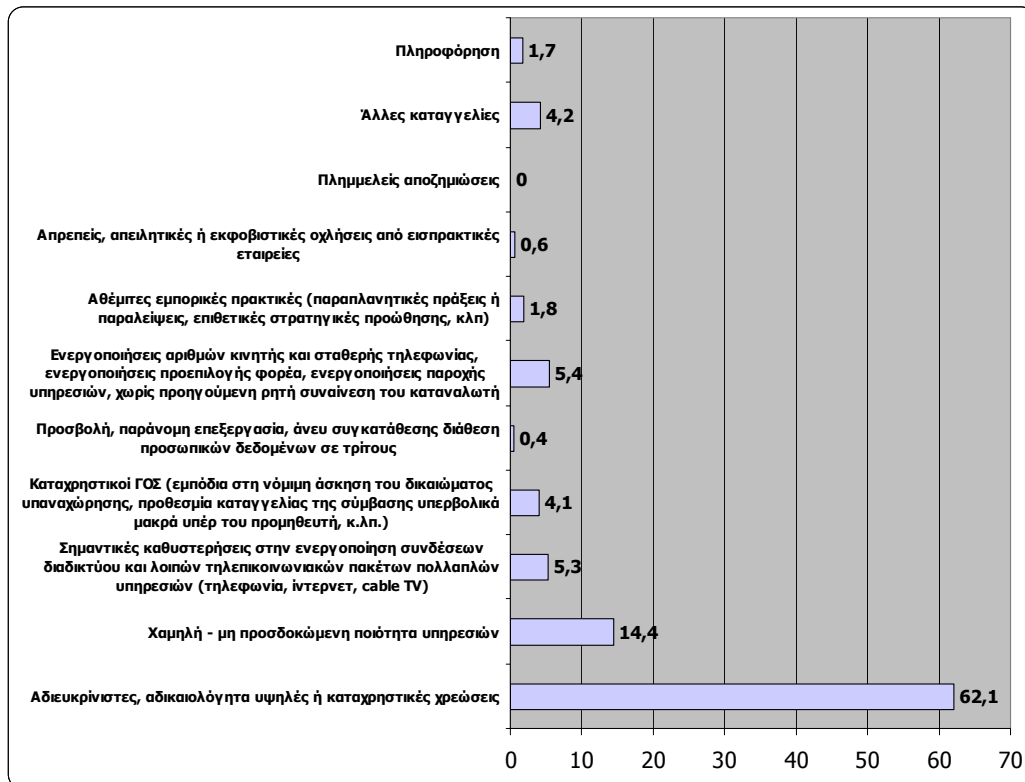 Πληροφόρηση
1,7
Άλλες καταγγελίες
4,2
Πλημμελείς αποζημιώσεις
0
Απρεπείς, απειλητικές ή εκφοβιστικές οχλήσεις από εισπρακτικές
εταιρείες
0,6
Αθέμιτες εμπορικές πρακτικές (παραπλανητικές πράξεις ή
παραλείψεις, επιθετικές στρατηγικές προώθησης, κλπ)
1,8
Ενεργοποιήσεις αριθμών κινητής και σταθερής τηλεφωνίας,
ενεργοποιήσεις προεπιλογής φορέα, ενεργοποιήσεις παροχής
υπηρεσιών, χωρίς προηγούμενη ρητή συναίνεση του καταναλωτή
5,4
Προσβολή, παράνομη επεξεργασία, άνευ συγκατάθεσης διάθεση
προσωπικών δεδομένων σε τρίτους
0,4
Καταχρηστικοί ΓΟΣ (εμπόδια στη νόμιμη άσκηση του δικαιώματος
υπαναχώρησης, προθεσμία καταγγελίας της σύμβασης υπερβολικά
μακρά υπέρ του προμηθευτή, κ.λπ.)
4,1
Σημαντικές καθυστερήσεις στην ενεργοποίηση συνδέσεων
διαδικτύου και λοιπών τηλεπικοινωνιακών πακέτων πολλαπλών
υπηρεσιών (τηλεφωνία, ίντερνετ, cable TV)
5,3
Χαμηλή - μη προσδοκώμενη ποιότητα υπηρεσιών
14,4
Αδιευκρίνιστες, αδικαιολόγητα υψηλές ή καταχρηστικές χρεώσεις
62,1
0 10 20 30 40 50 60 70